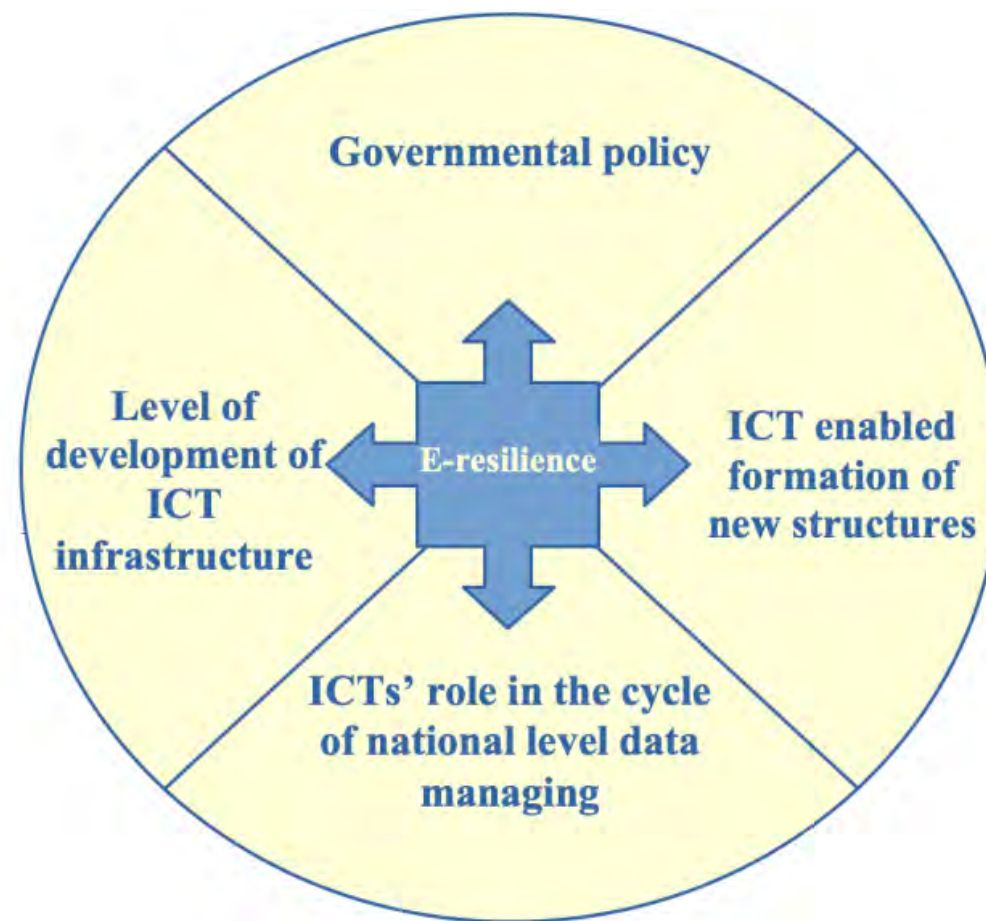 Governmental policy
Level of
development of
ICT
infrastructure
E-resilience
ICT enabled
formation of
new structures
ICTs’ role in the cycle
of national level data
managing